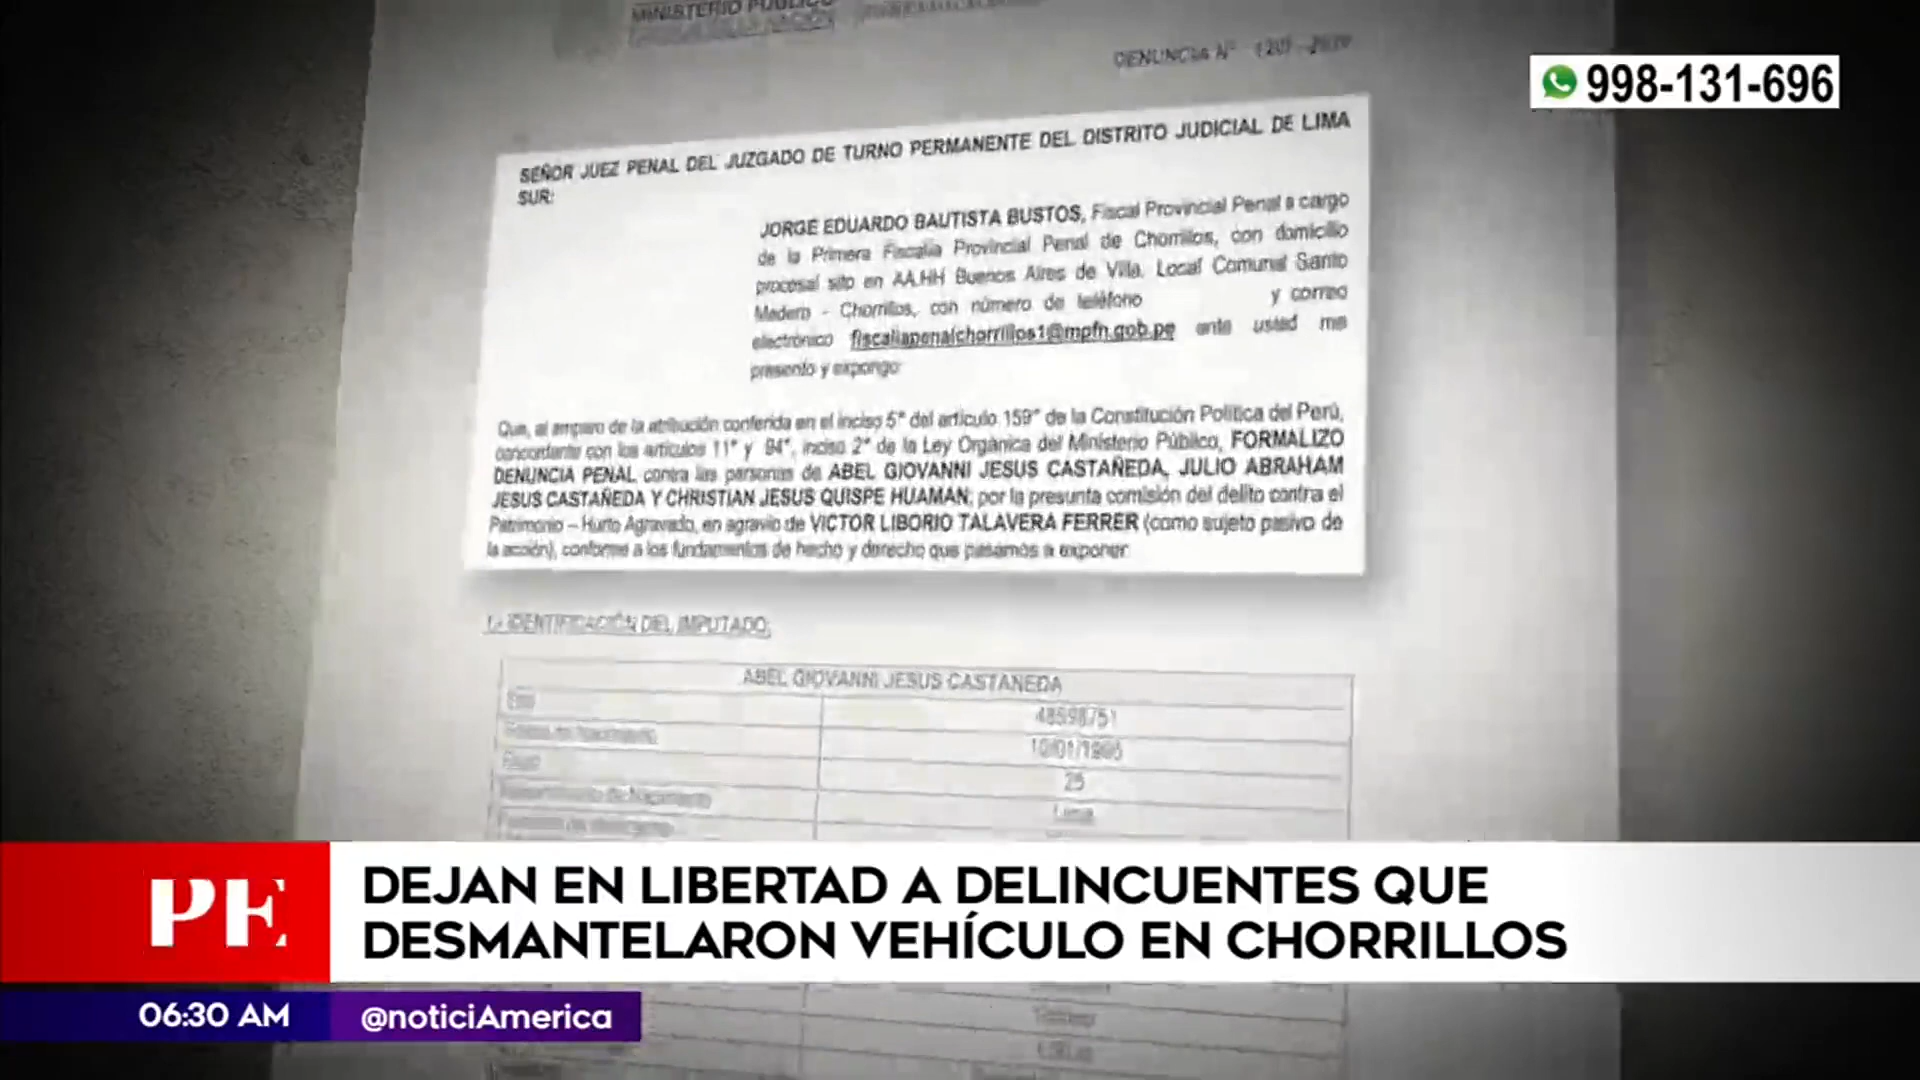 MINISTERIO PÚBLICO
DENUNCIA N°
998-131-696
SEÑOR JUEZ PENAL DEL JUZGADO DE TURNO PERMANENTE DEL DISTRITO JUDICIAL DE LIMA
SUR:
JORGE EDUARDO BAUTISTA BUSTOS, Fiscal Provincial Penal a cargo
de la Primera Fiscalía Provincial Penal de Chorrillos, con domicilio
procesal sito en AA.HH Buenos Aires de Villa, Local Comunal Santo
Madero - Chorrillos, con número de teléfono y correo
electrónico fiscaliapenalchorrillos1@mpfn.gob.pe ante usted me
presento y expongo:
Que, al amparo de la atribución conferida en el inciso 5° del artículo 159° de la Constitución Política del Perú,
concordante con los artículos 11° y 94°, inciso 2° de la Ley Orgánica del Ministerio Público, FORMALIZO
DENUNCIA PENAL contra las personas de ABEL GIOVANNI JESUS CASTAÑEDA, JULIO ABRAHAM
JESUS CASTAÑEDA Y CHRISTIAN JESUS QUISPE HUAMAN; por la presunta comisión del delito contra el
Patrimonio – Hurto Agravado, en agravio de VICTOR LIBORIO TALAVERA FERRER (como sujeto pasivo de
la acción), conforme a los fundamentos de hecho y derecho que pasamos a exponer:
1.- IDENTIFICACIÓN DEL IMPUTADO:
ABEL GIOVANNI JESUS CASTAÑEDA
48598751
25
Lima
PE
DEJAN EN LIBERTAD A DELINCUENTES QUE
DESMANTELARON VEHÍCULO EN CHORRILLOS
06:30 AM
@noticiAmerica